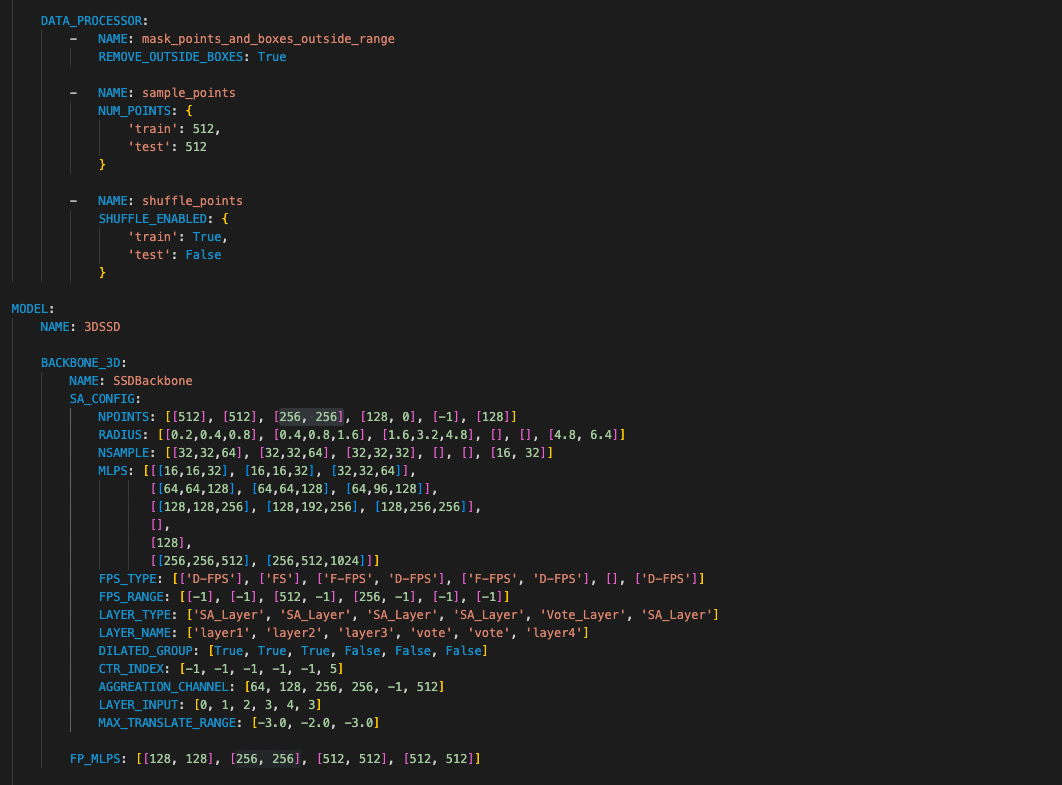 DATA_PROCESSOR:
- NAME: mask_points_and_boxes_outside_range
REMOVE_OUTSIDE_BOXES: True
- NAME: sample_points
NUM_POINTS: {
'train': 512,
'test': 512
}
- NAME: shuffle_points
SHUFFLE_ENABLED: {
'train': True,
'test': False
}
MODEL:
NAME: 3DSSD
BACKBONE_3D:
NAME: SSDBackbone
SA_CONFIG:
NPOINTS: [[512], [512], [256, 256], [128, 0], [-1], [128]]
RADIUS: [[0.2,0.4,0.8], [0.4,0.8,1.6], [1.6,3.2,4.8], [], [], [4.8, 6.4]]
NSAMPLE: [[32,32,64], [32,32,64], [32,32,32], [], [], [16, 32]]
MLPS: [[[16,16,32], [16,16,32], [32,32,64]],
[[64,64,128], [64,64,128], [64,96,128]],
[[128,128,256], [128,192,256], [128,256,256]],
[],
[128],
[[256,256,512], [256,512,1024]]]
FPS_TYPE: [['D-FPS'], ['FS'], ['F-FPS', 'D-FPS'], ['F-FPS', 'D-FPS'], [], ['D-FPS']]
FPS_RANGE: [[-1], [-1], [512, -1], [256, -1], [-1], [-1]]
LAYER_TYPE: ['SA_Layer', 'SA_Layer', 'SA_Layer', 'SA_Layer', 'Vote_Layer', 'SA_Layer']
LAYER_NAME: ['layer1', 'layer2', 'layer3', 'vote', 'vote', 'layer4']
DILATED_GROUP: [True, True, True, False, False, False]
CTR_INDEX: [-1, -1, -1, -1, -1, 5]
AGGREATION_CHANNEL: [64, 128, 256, 256, -1, 512]
LAYER_INPUT: [0, 1, 2, 3, 4, 3]
MAX_TRANSLATE_RANGE: [-3.0, -2.0, -3.0]
FP_MLPS: [[128, 128], [256, 256], [512, 512], [512, 512]]